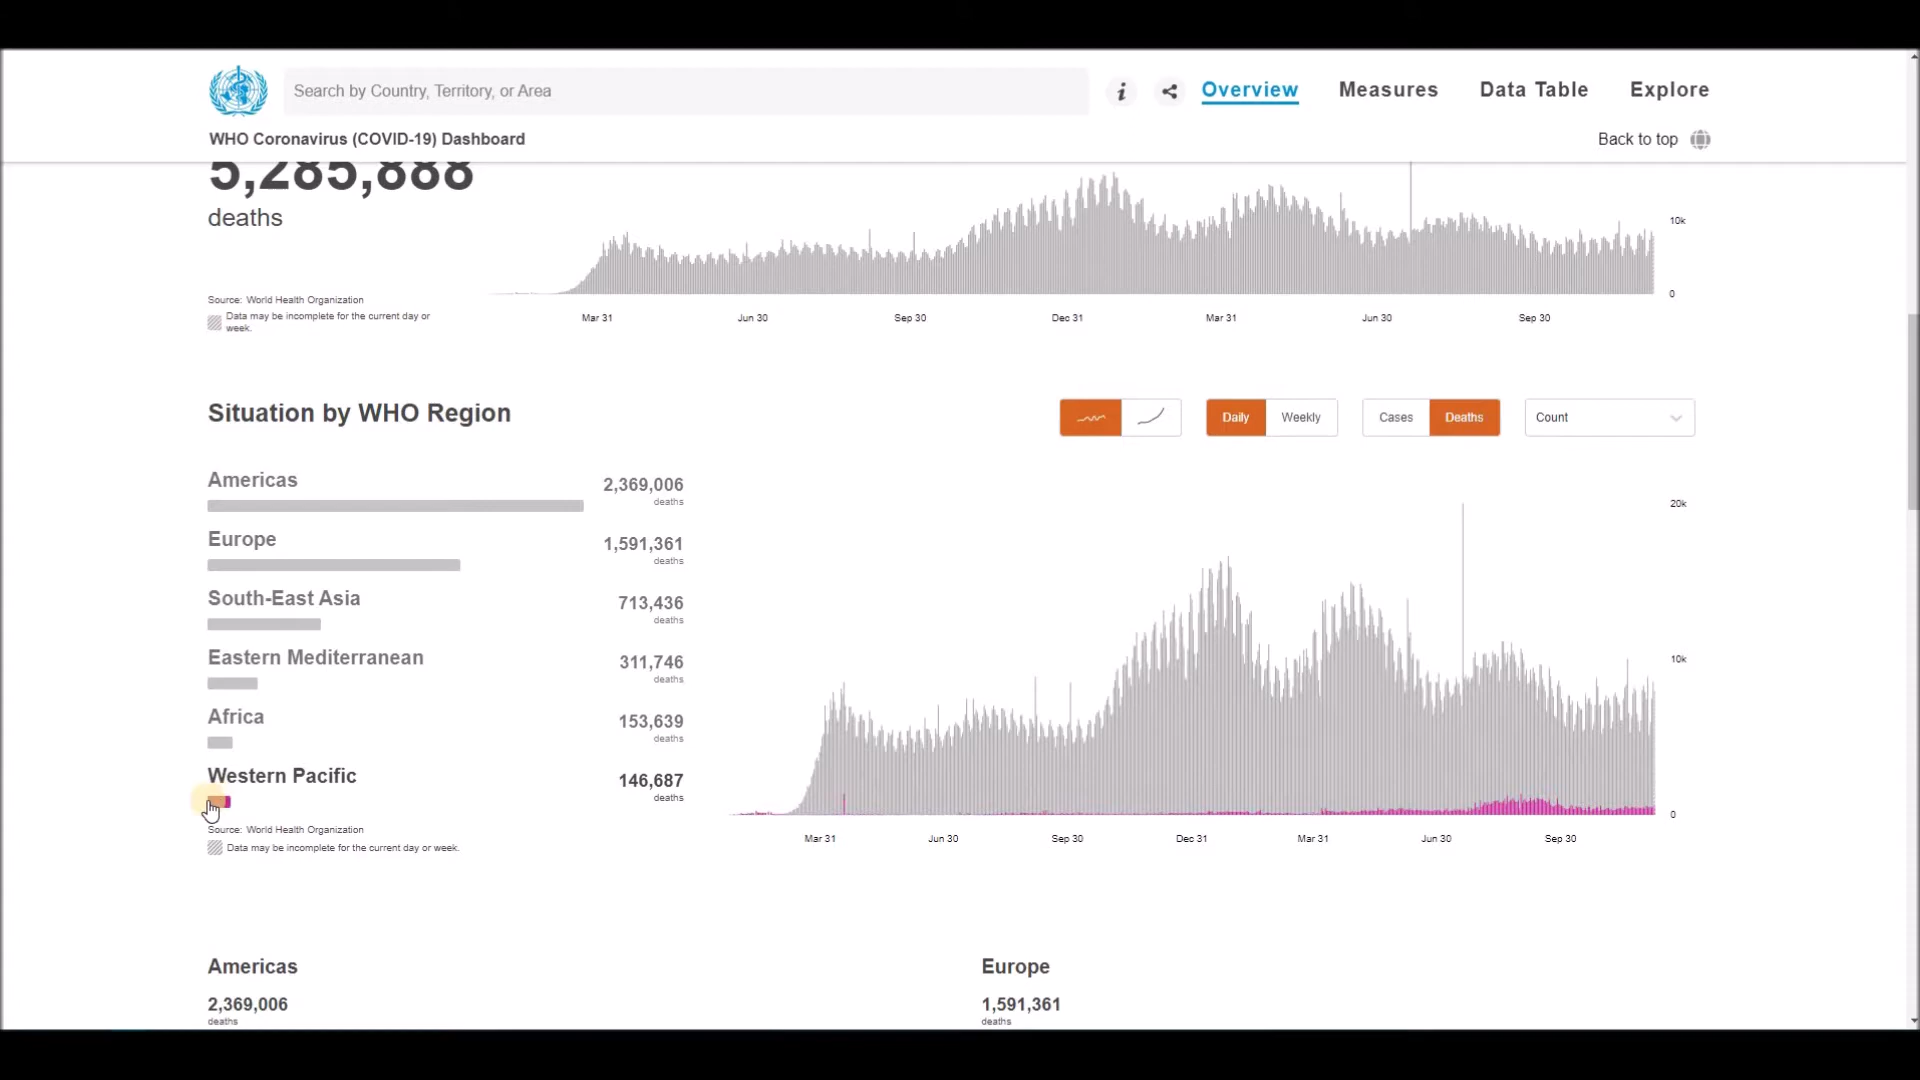 Search by Country, Territory, or Area
Overview
Measures
Data Table
Explore
WHO Coronavirus (COVID-19) Dashboard
Back to top
5,285,888
deaths
10k
0
Mar 31
Jun 30
Sep 30
Dec 31
Mar 31
Jun 30
Sep 30
Source: World Health Organization
Data may be incomplete for the current day or
week.
Situation by WHO Region
Daily
Weekly
Cases
Deaths
Count
Americas
2,369,006
deaths
Europe
1,591,361
deaths
South-East Asia
713,436
deaths
Eastern Mediterranean
311,746
deaths
Africa
153,639
deaths
Western Pacific
146,687
deaths
Source: World Health Organization
Data may be incomplete for the current day or week.
20k
10k
0
Mar 31
Jun 30
Sep 30
Dec 31
Mar 31
Jun 30
Sep 30
Americas
2,369,006
deaths
Europe
1,591,361
deaths